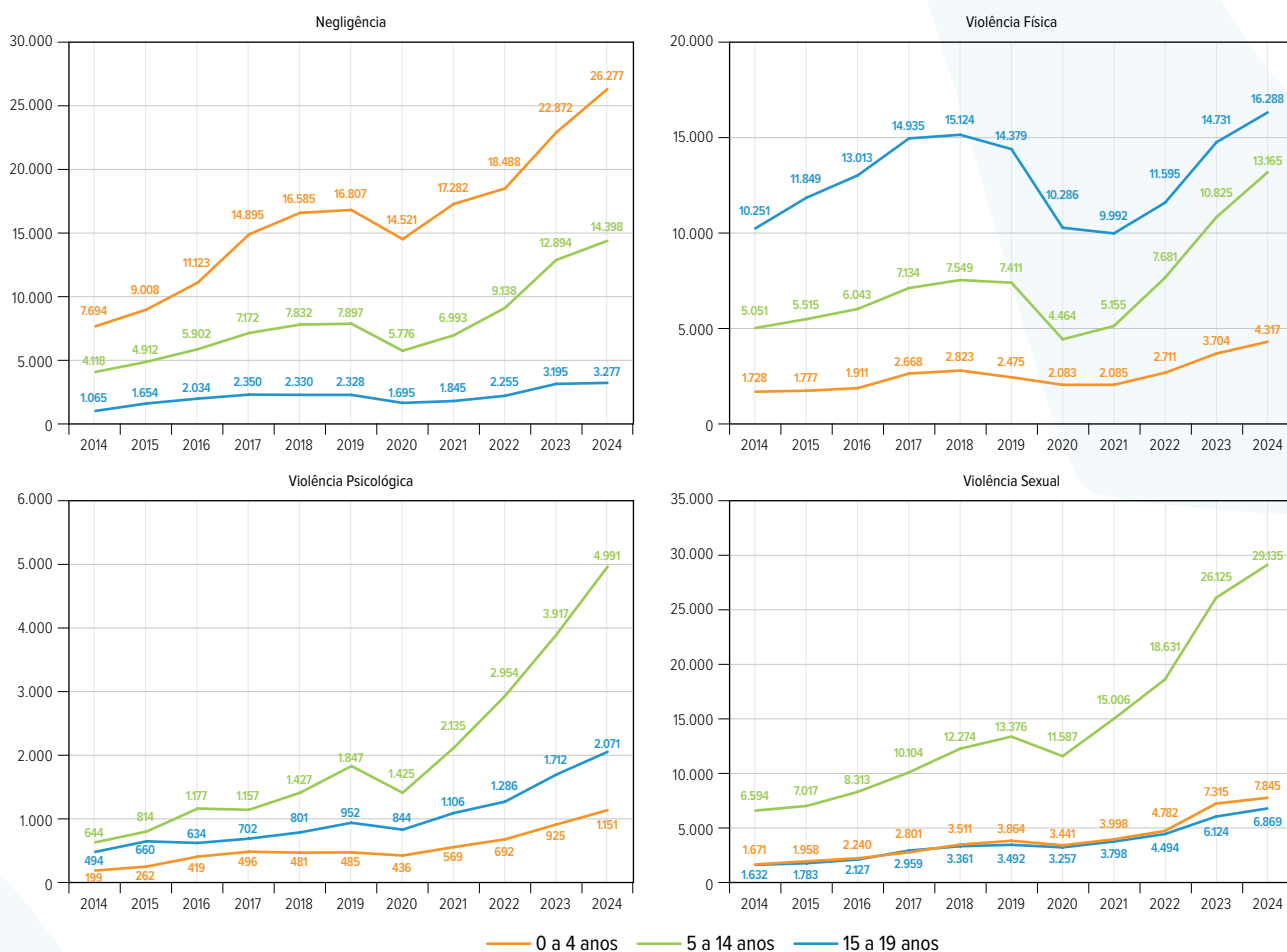 Negligência
30.000
25.000
20.000
15.000
10.000
5.000
0
7.694 9.008 11.123 14.895 16.585 16.807 14.521 17.282 18.488 22.872 26.277
4.118 4.912 5.902 7.172 7.832 7.897 5.776 6.993 9.138 12.894 14.398
1.065 1.654 2.034 2.350 2.330 2.328 1.695 1.845 2.255 3.195 3.277
2014 2015 2016 2017 2018 2019 2020 2021 2022 2023 2024
Violência Física
20.000
15.000
10.000
5.000
0
10.251 11.849 13.013 14.935 15.124 14.379 10.286 9.992 11.595 14.731 16.288
5.051 5.515 6.043 7.134 7.549 7.411 4.464 5.155 7.681 10.825 13.165
1.728 1.777 1.911 2.668 2.823 2.475 2.083 2.085 2.711 3.704 4.317
2014 2015 2016 2017 2018 2019 2020 2021 2022 2023 2024
Violência Psicológica
6.000
5.000
4.000
3.000
2.000
1.000
0
644 814 1.177 1.157 1.427 1.847 1.425 2.135 2.954 3.917 4.991
494 660 634 702 801 952 844 1.106 1.286 1.712 2.071
199 262 419 496 481 485 436 569 692 925 1.151
2014 2015 2016 2017 2018 2019 2020 2021 2022 2023 2024
Violência Sexual
35.000
30.000
25.000
20.000
15.000
10.000
5.000
0
6.594 7.017 8.313 10.104 12.274 13.376 11.587 15.006 18.631 26.125 29.135
1.671 1.958 2.240 2.801 3.511 3.864 3.441 3.998 4.782 7.315 7.845
1.632 1.783 2.127 2.959 3.361 3.492 3.257 3.798 4.494 6.124 6.869
2014 2015 2016 2017 2018 2019 2020 2021 2022 2023 2024
0 a 4 anos 5 a 14 anos 15 a 19 anos